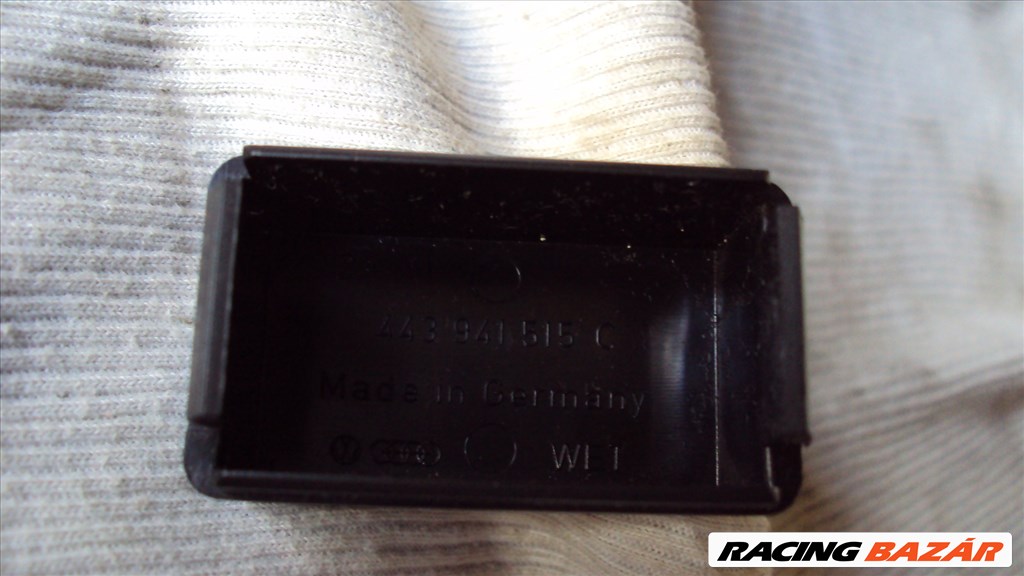 443 941 515 C
Made in Germany
WET
RACING BAZÁR